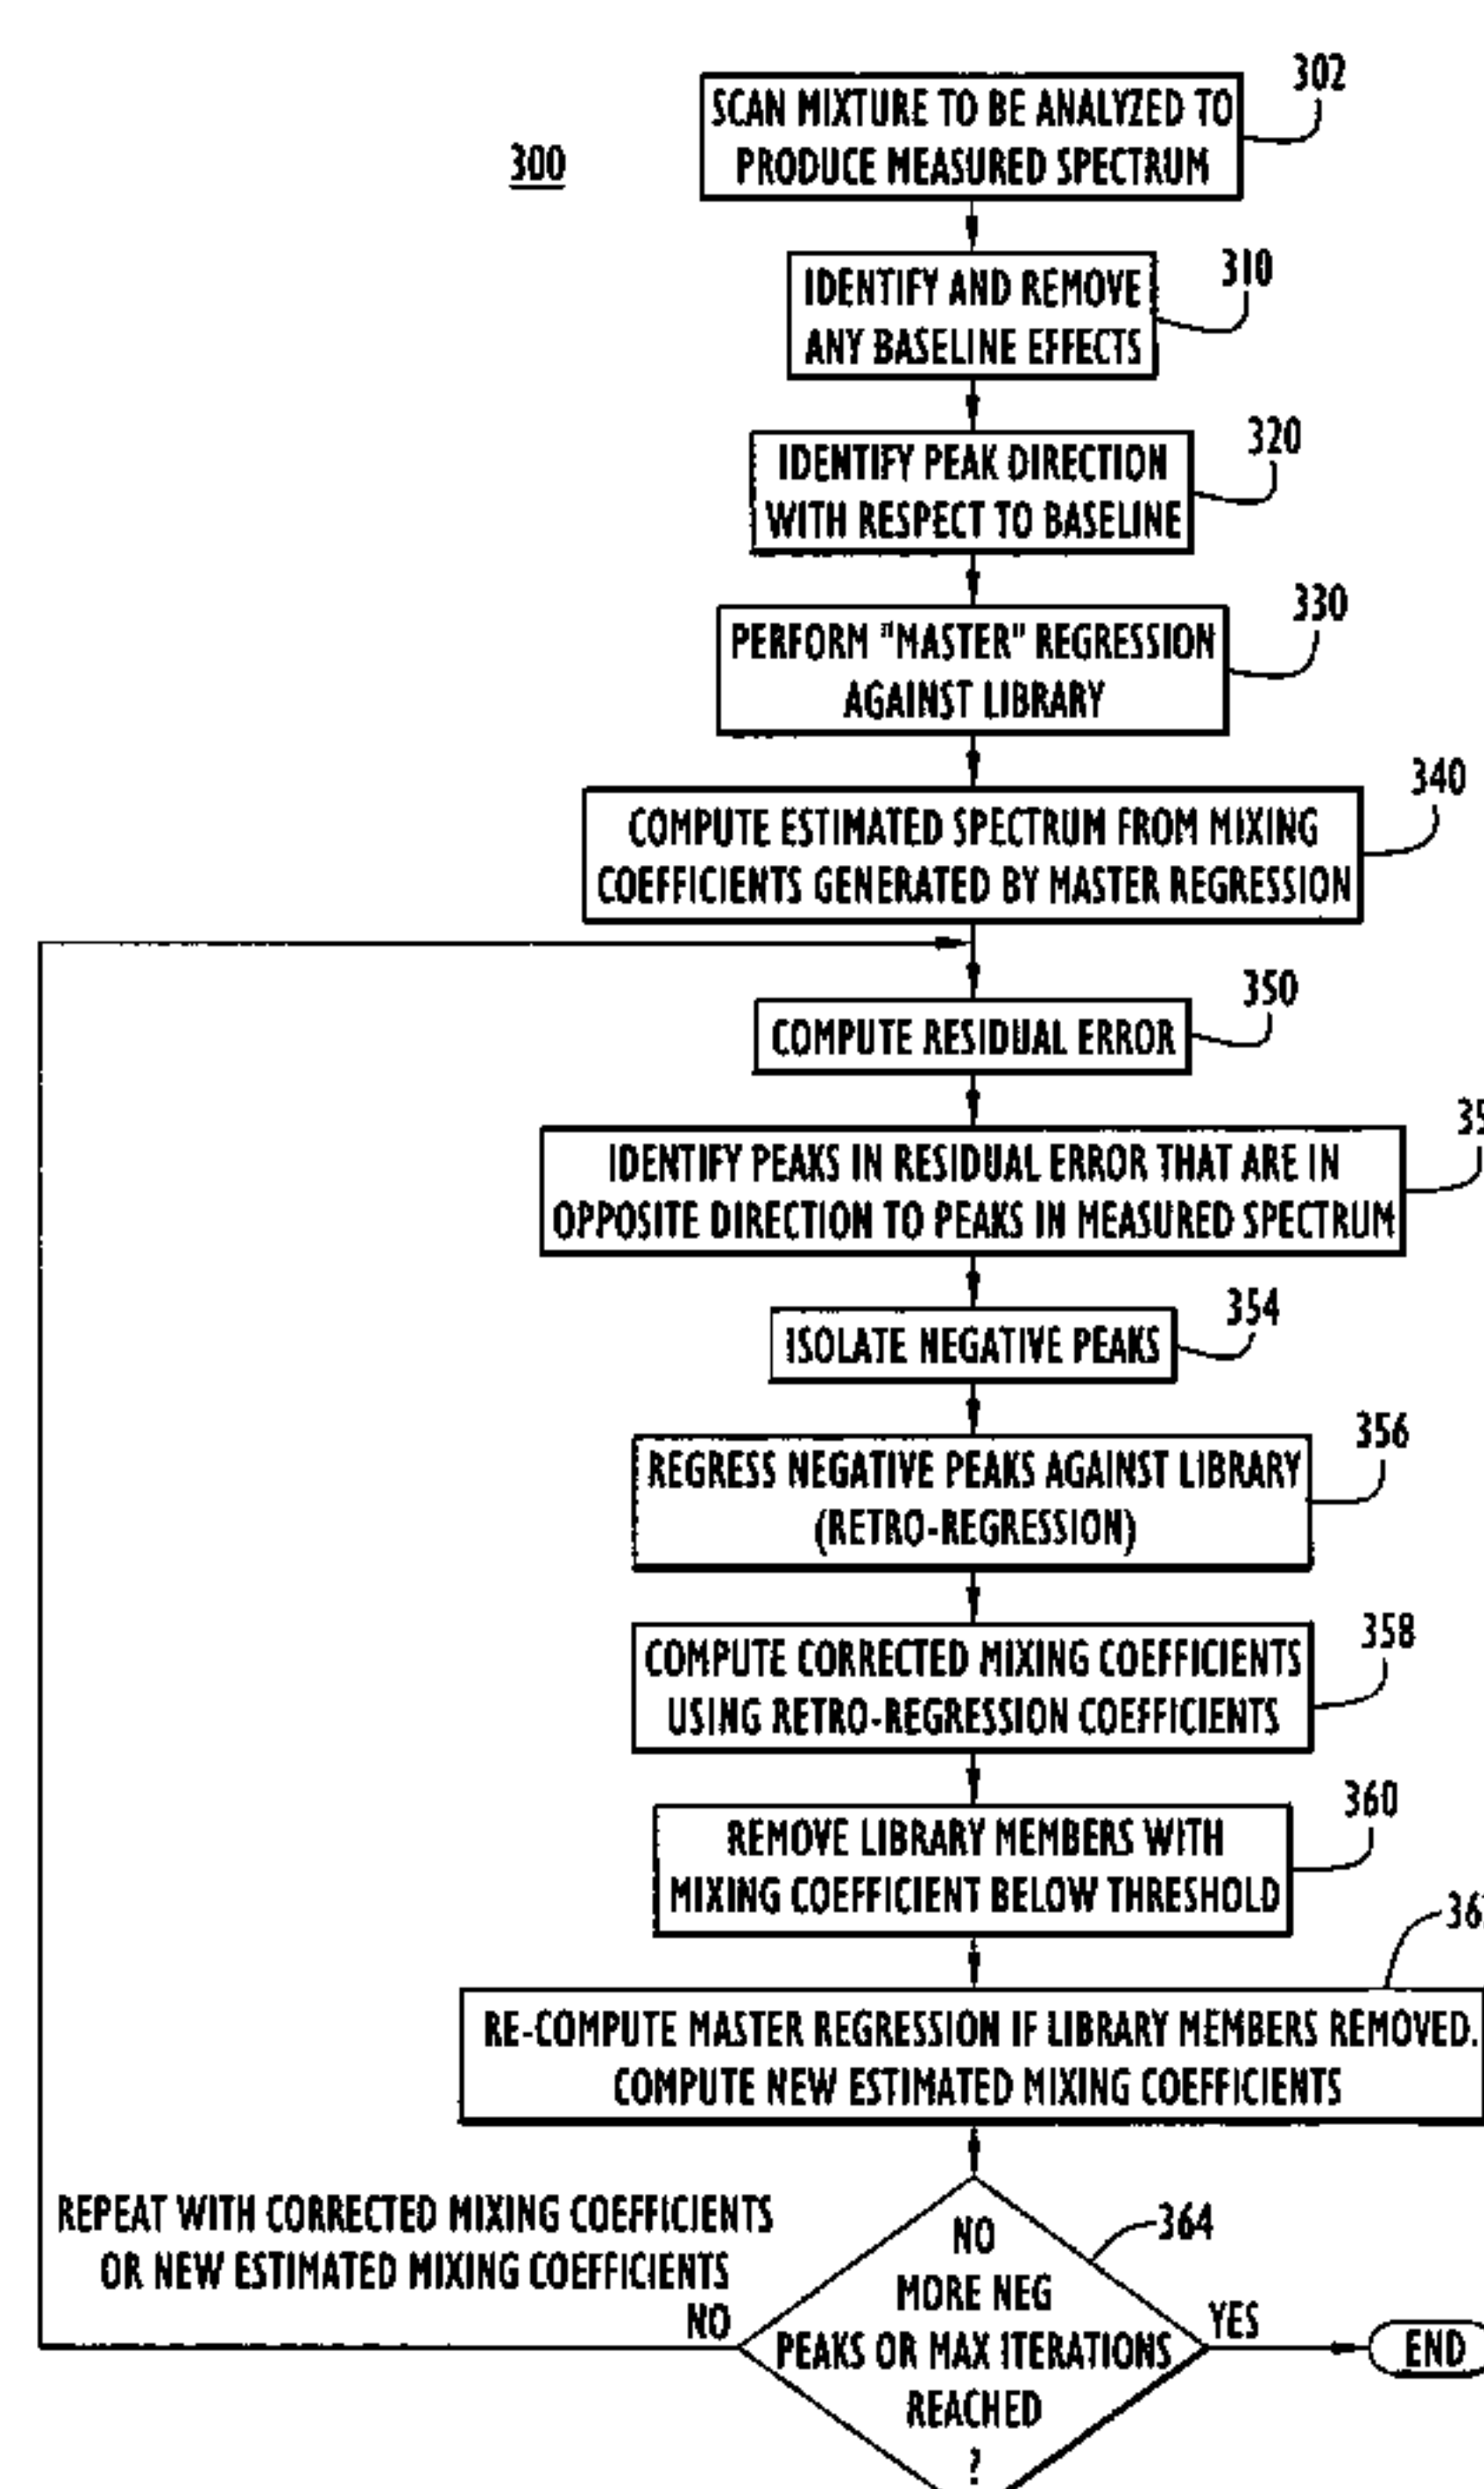 302
SCAN MIXTURE TO BE ANALYZED TO
PRODUCE MEASURED SPECTRUM
300
310
IDENTIFY AND REMOVE
ANY BASELINE EFFECTS
320
IDENTIFY PEAK DIRECTION
WITH RESPECT TO BASELINE
330
PERFORM "MASTER" REGRESSION
AGAINST LIBRARY
340
COMPUTE ESTIMATED SPECTRUM FROM MIXING
COEFFICIENTS GENERATED BY MASTER REGRESSION
350
COMPUTE RESIDUAL ERROR
IDENTIFY PEAKS IN RESIDUAL ERROR THAT ARE IN
OPPOSITE DIRECTION TO PEAKS IN MEASURED SPECTRUM
354
ISOLATE NEGATIVE PEAKS
356
REGRESS NEGATIVE PEAKS AGAINST LIBRARY
(RETRO-REGRESSION)
358
COMPUTE CORRECTED MIXING COEFFICIENTS
USING RETRO-REGRESSION COEFFICIENTS
360
REMOVE LIBRARY MEMBERS WITH
MIXING COEFFICIENT BELOW THRESHOLD
RE-COMPUTE MASTER REGRESSION IF LIBRARY MEMBERS REMOVED.
COMPUTE NEW ESTIMATED MIXING COEFFICIENTS
REPEAT WITH CORRECTED MIXING COEFFICIENTS
OR NEW ESTIMATED MIXING COEFFICIENTS
364
NO
MORE NEG
PEAKS OR MAX ITERATIONS
REACHED
?
NO
YES
END